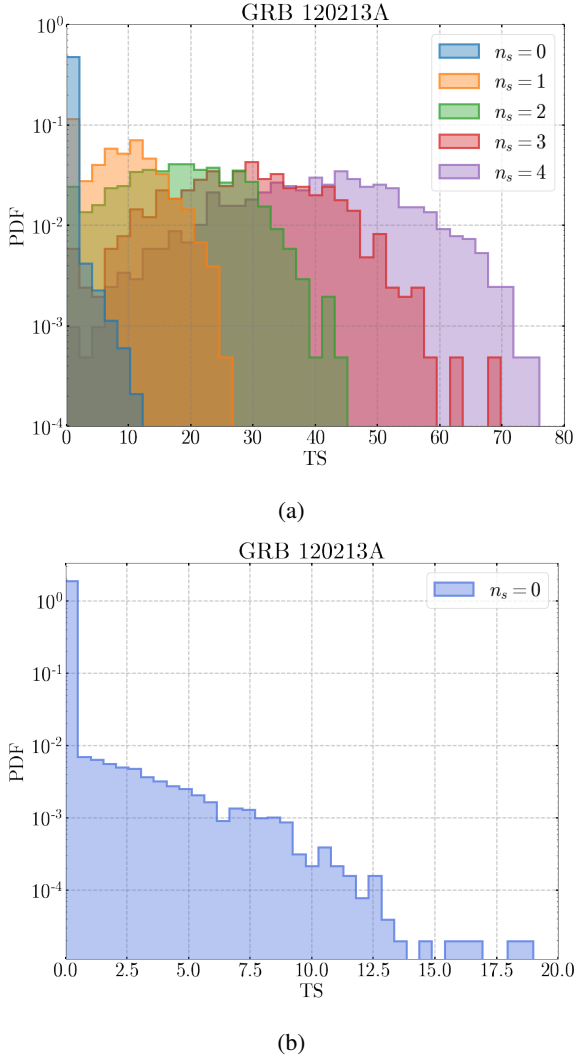 GRB 120213A
10^0
10^{-1}
10^{-2}
10^{-3}
10^{-4}
PDF
n_s = 0
n_s = 1
n_s = 2
n_s = 3
n_s = 4
0 10 20 30 40 50 60 70 80
TS
(a)
GRB 120213A
10^0
10^{-1}
10^{-2}
10^{-3}
10^{-4}
PDF
n_s = 0
0.0 2.5 5.0 7.5 10.0 12.5 15.0 17.5 20.0
TS
(b)